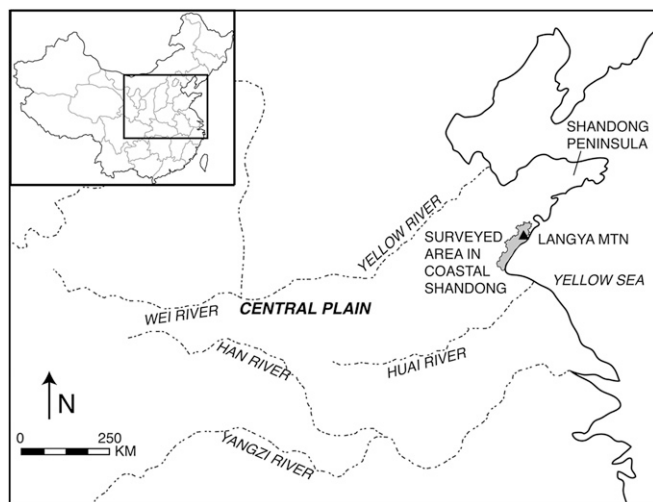 SHANDONG
PENINSULA
YELLOW RIVER
SURVEYED
AREA IN
COASTAL
SHANDONG
LANGYA MTN
YELLOW SEA
WEI RIVER
CENTRAL PLAIN
HAN RIVER
HUAI RIVER
N
0 250
KM
YANGZI RIVER